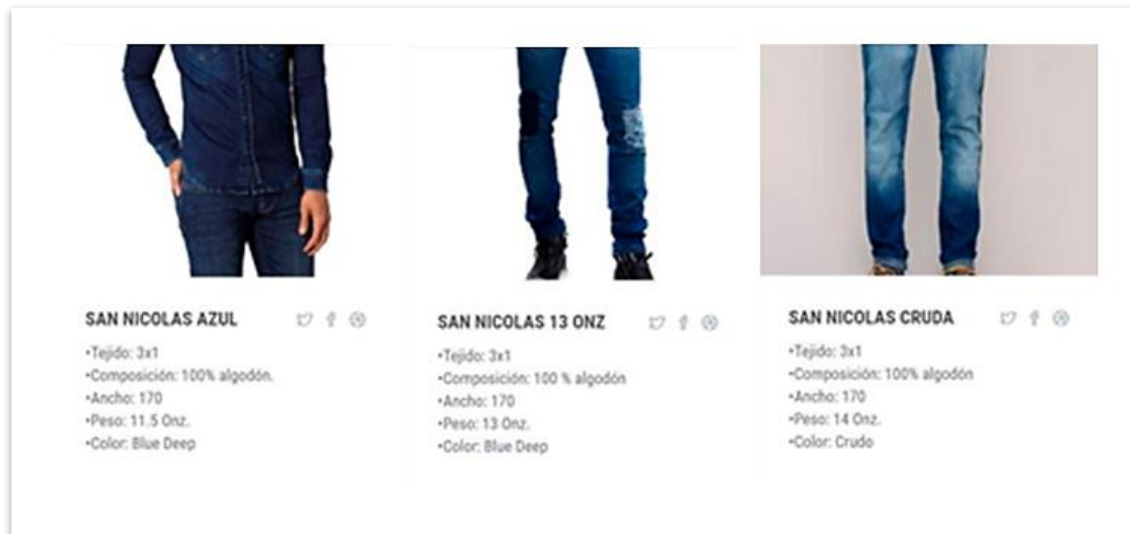 SAN NICOLAS AZUL
•Tejido: 3x1
•Composición: 100% algodón.
•Ancho: 170
•Peso: 11.5 Onz.
•Color: Blue Deep
SAN NICOLAS 13 ONZ
•Tejido: 3x1
•Composición: 100 % algodón
•Ancho: 170
•Peso: 13 Onz.
•Color: Blue Deep
SAN NICOLAS CRUDA
•Tejido: 3x1
•Composición: 100% algodón
•Ancho: 170
•Peso: 14 Onz.
•Color: Crudo